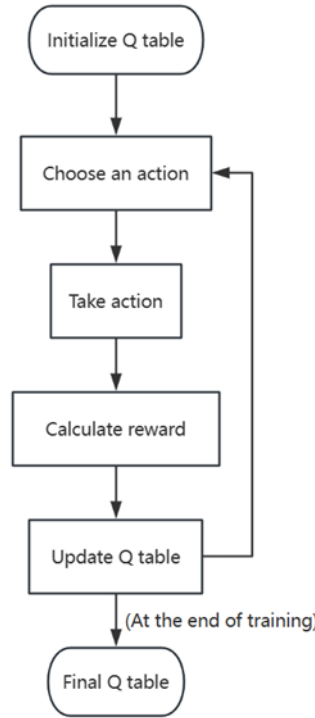 Initialize Q table
Choose an action
Take action
Calculate reward
Update Q table
(At the end of training)
Final Q table